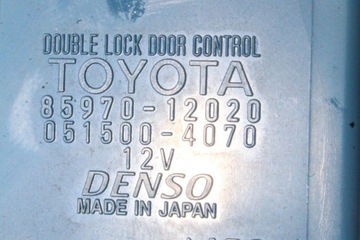 DOUBLE LOCK DOOR CONTROL
TOYOTA
85970-12020
051500-4070
12V
DENSO
MADE IN JAPAN